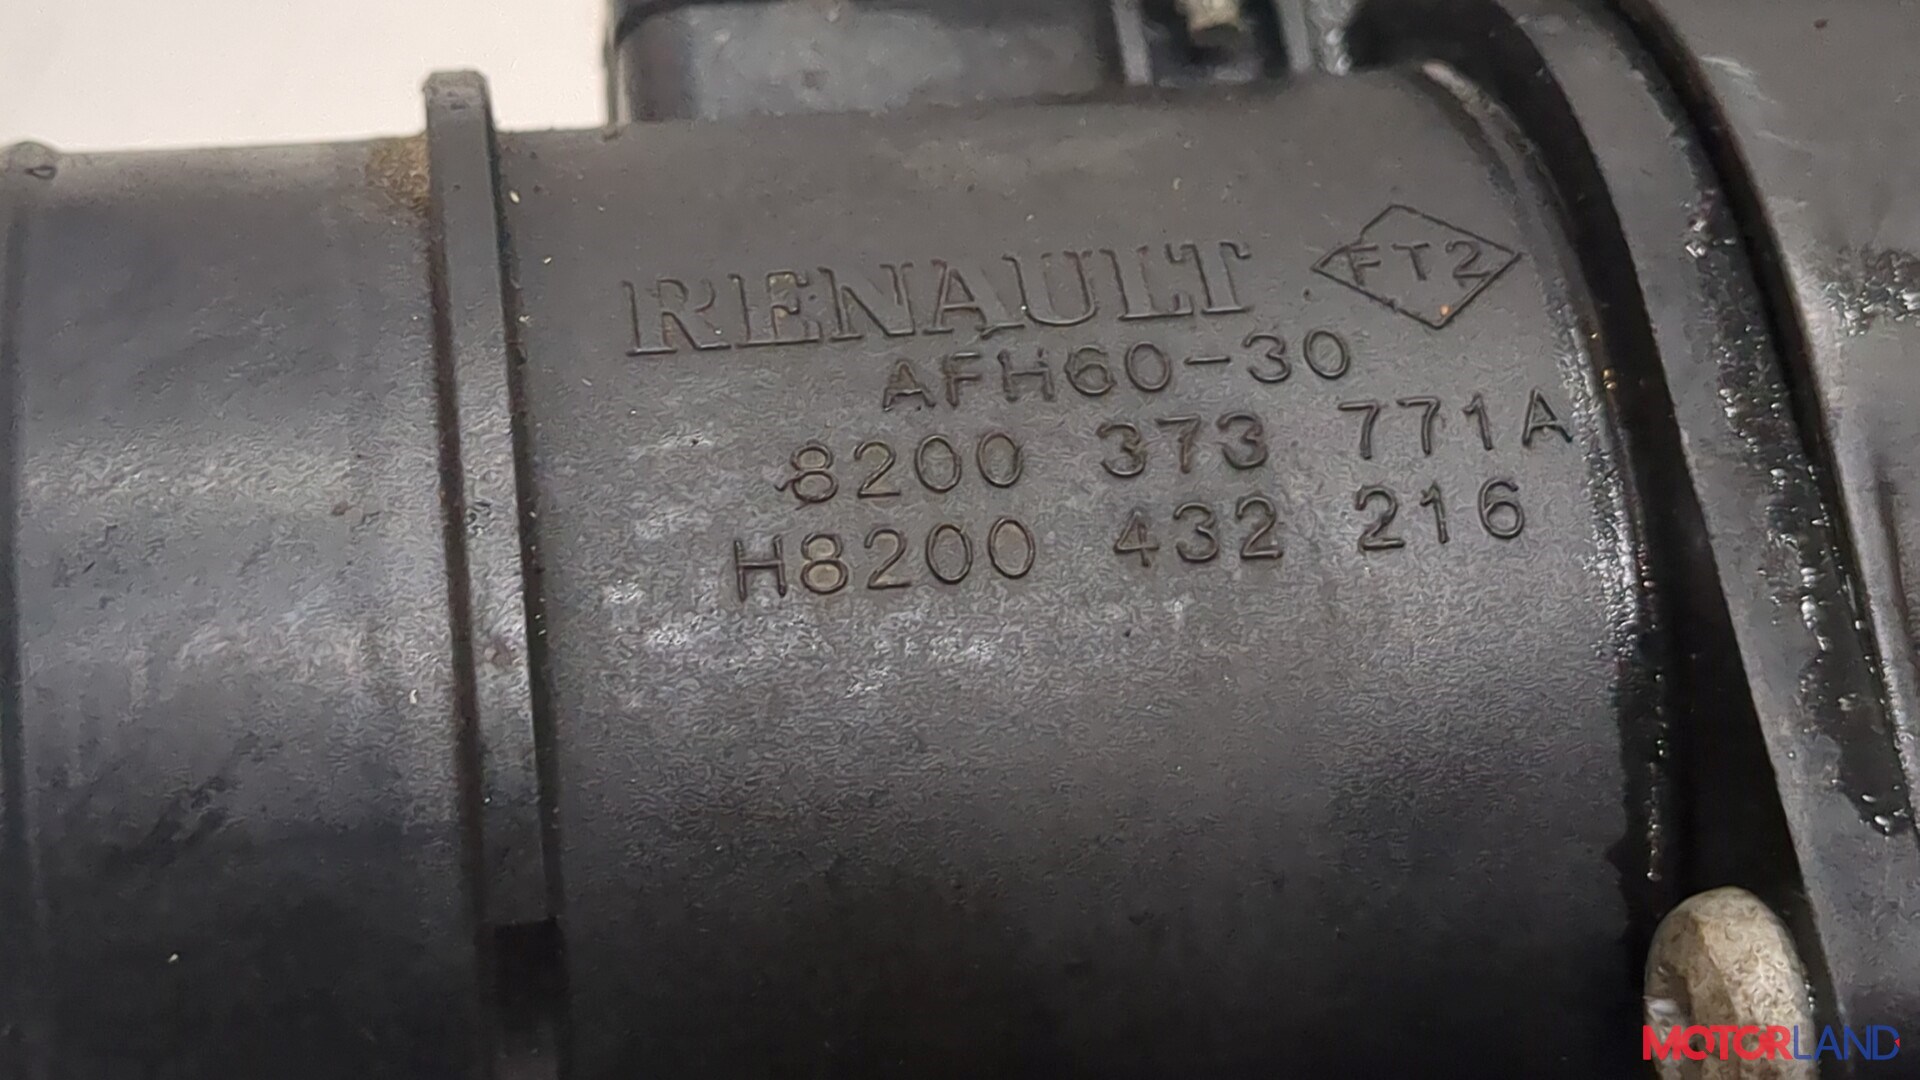 RENAULT FT2
AFH60-30
8200 373 771A
H8200 432 216
MOTORLAND